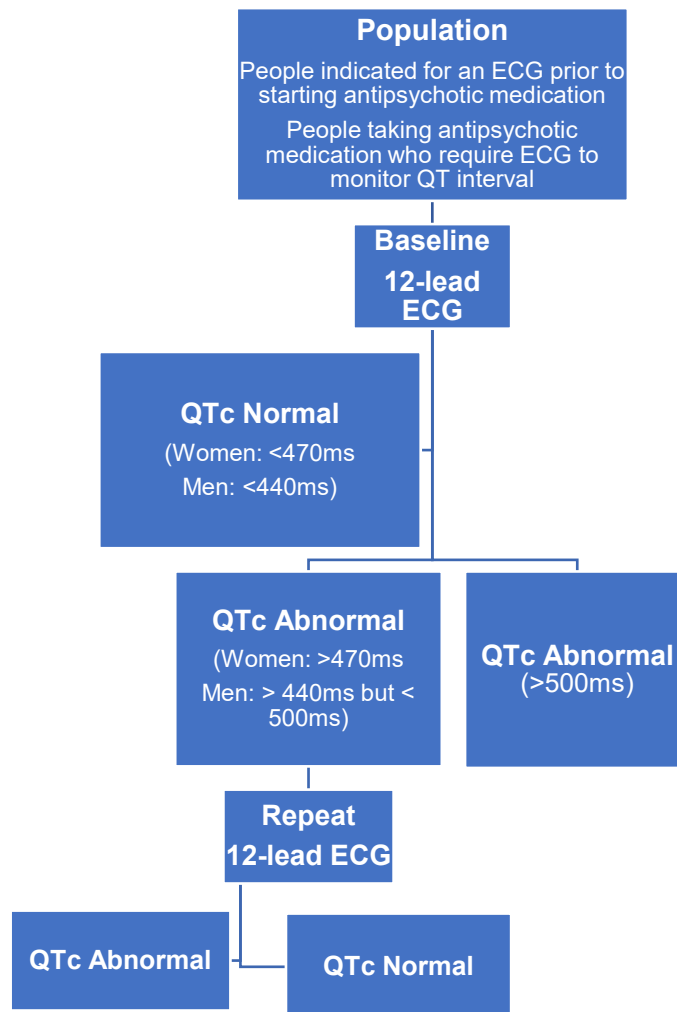 Population
People indicated for an ECG prior to
starting antipsychotic medication
People taking antipsychotic
medication who require ECG to
monitor QT interval
Baseline
12-lead
ECG
QTc Normal
(Women: <470ms
Men: <440ms)
QTc Abnormal
(Women: >470ms
Men: > 440ms but <
500ms)
QTc Abnormal
(>500ms)
Repeat
12-lead ECG
QTc Abnormal
QTc Normal